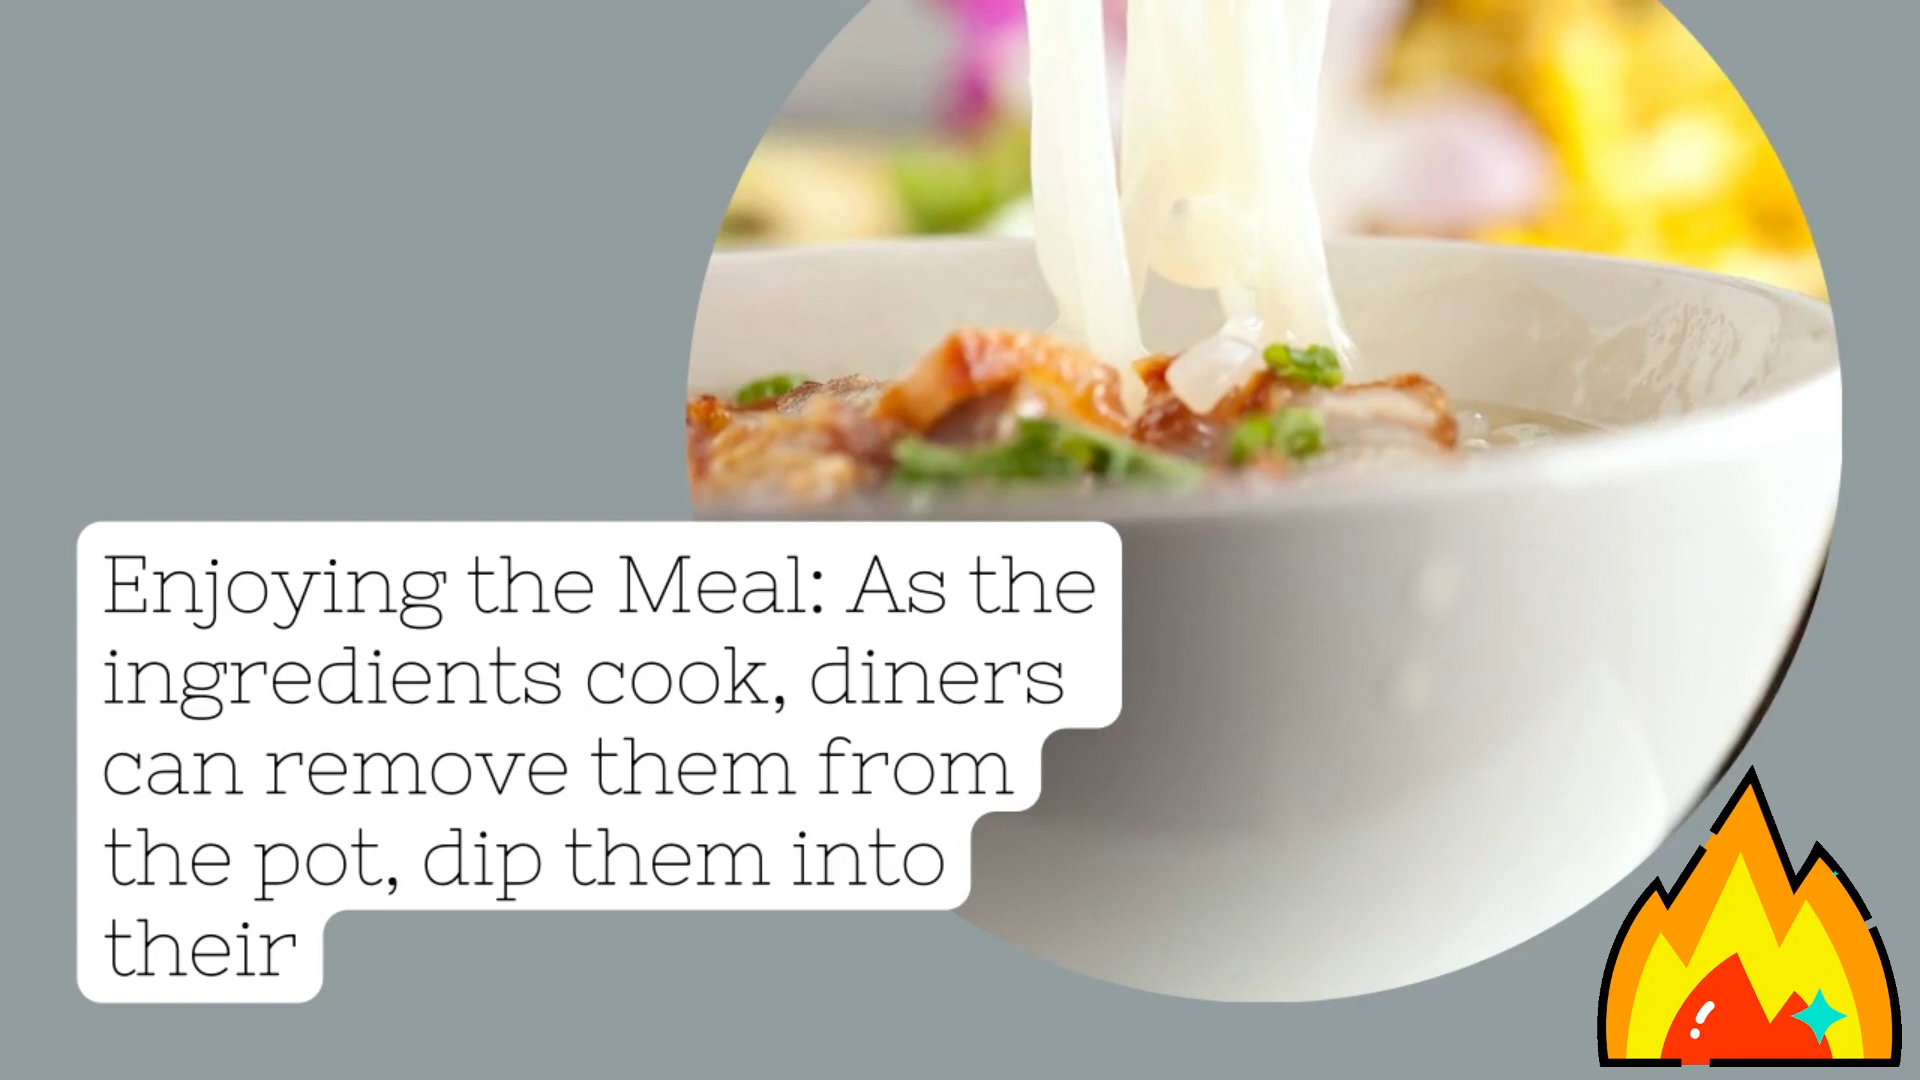 Enjoying the Meal: As the
ingredients cook, diners
can remove them from
the pot, dip them into
their